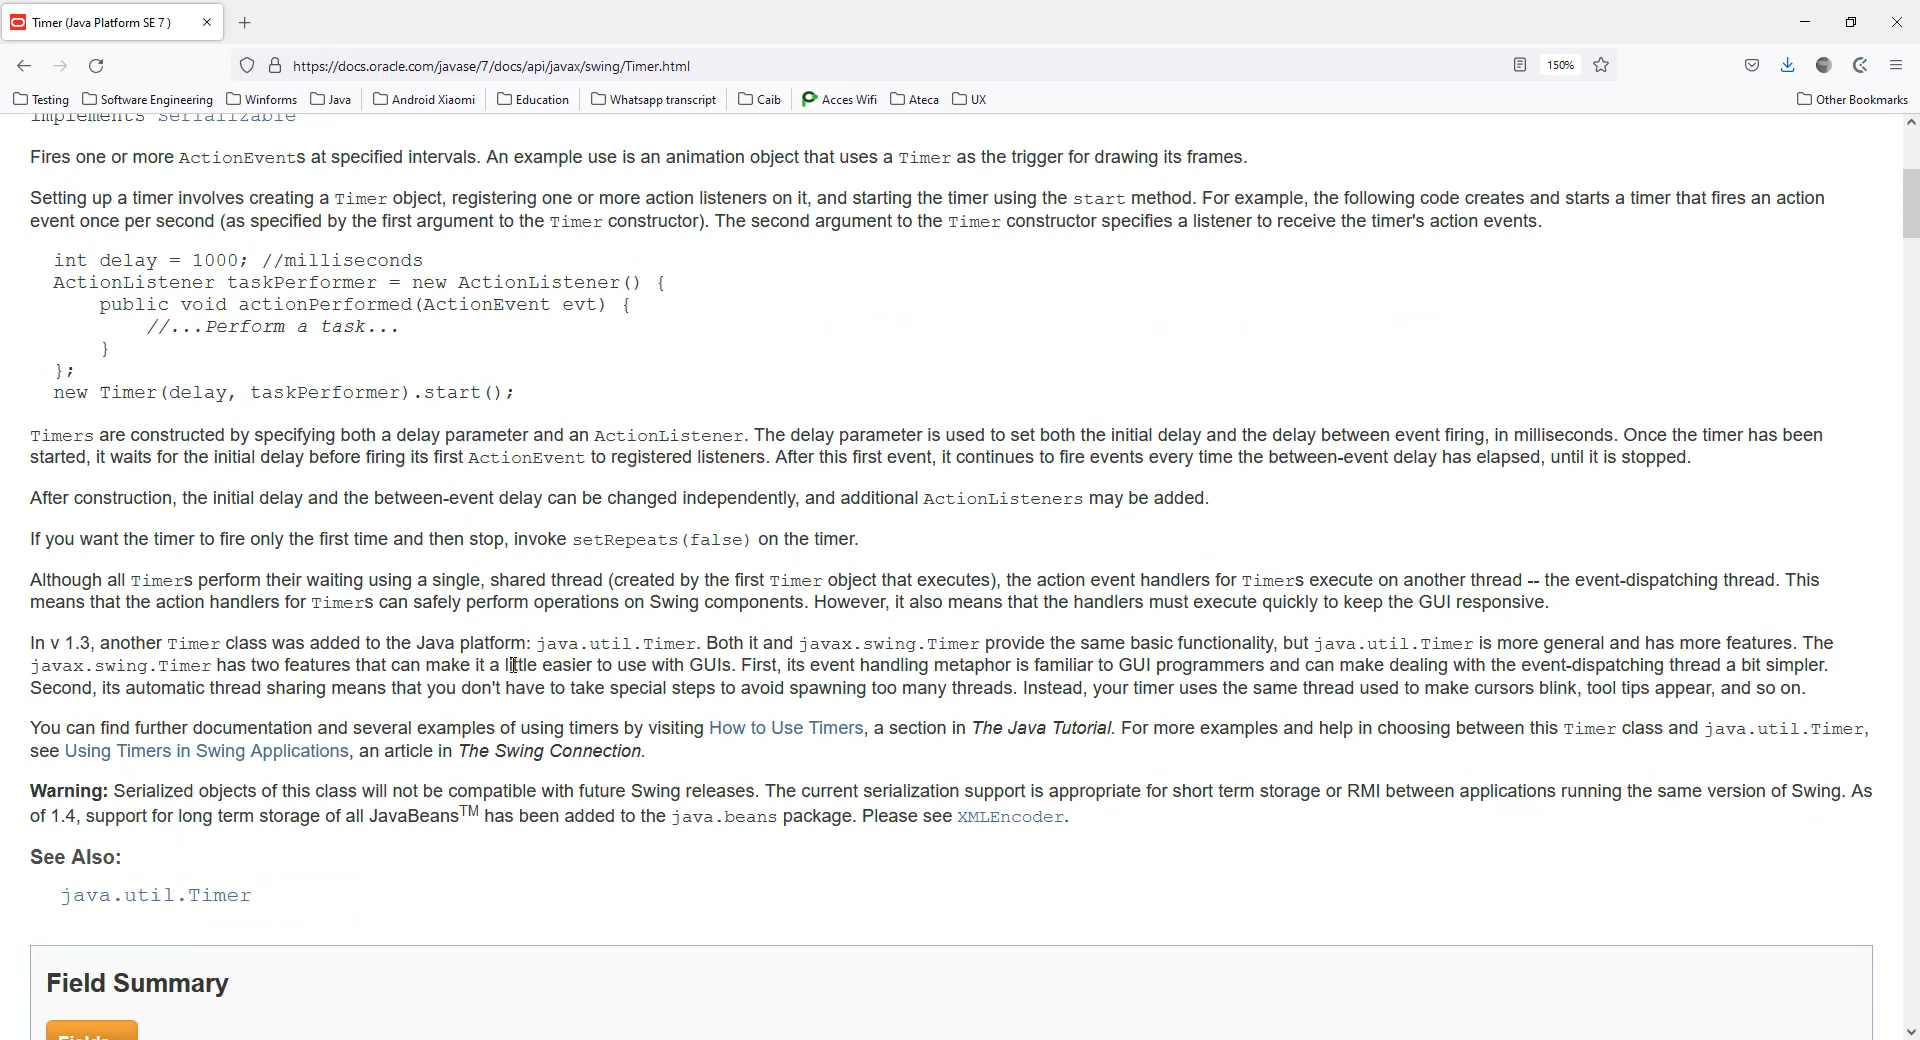 Timer (Java Platform SE 7 )
https://docs.oracle.com/javase/7/docs/api/javax/swing/Timer.html
150%
Testing Software Engineering Winforms Java Android Xiaomi Education Whatsapp transcript Caib Acces Wifi Ateca UX Other Bookmarks
implements Serializable
Fires one or more ActionEvents at specified intervals. An example use is an animation object that uses a Timer as the trigger for drawing its frames.
Setting up a timer involves creating a Timer object, registering one or more action listeners on it, and starting the timer using the start method. For example, the following code creates and starts a timer that fires an action
event once per second (as specified by the first argument to the Timer constructor). The second argument to the Timer constructor specifies a listener to receive the timer's action events.
int delay = 1000; //milliseconds
ActionListener taskPerformer = new ActionListener() {
public void actionPerformed(ActionEvent evt) {
//...Perform a task...
}
};
new Timer(delay, taskPerformer).start();
Timers are constructed by specifying both a delay parameter and an ActionListener. The delay parameter is used to set both the initial delay and the delay between event firing, in milliseconds. Once the timer has been
started, it waits for the initial delay before firing its first ActionEvent to registered listeners. After this first event, it continues to fire events every time the between-event delay has elapsed, until it is stopped.
After construction, the initial delay and the between-event delay can be changed independently, and additional ActionListeners may be added.
If you want the timer to fire only the first time and then stop, invoke setRepeats(false) on the timer.
Although all Timers perform their waiting using a single, shared thread (created by the first Timer object that executes), the action event handlers for Timers execute on another thread -- the event-dispatching thread. This
means that the action handlers for Timers can safely perform operations on Swing components. However, it also means that the handlers must execute quickly to keep the GUI responsive.
In v 1.3, another Timer class was added to the Java platform: java.util.Timer. Both it and javax.swing.Timer provide the same basic functionality, but java.util.Timer is more general and has more features. The
javax.swing.Timer has two features that can make it a little easier to use with GUIs. First, its event handling metaphor is familiar to GUI programmers and can make dealing with the event-dispatching thread a bit simpler.
Second, its automatic thread sharing means that you don't have to take special steps to avoid spawning too many threads. Instead, your timer uses the same thread used to make cursors blink, tool tips appear, and so on.
You can find further documentation and several examples of using timers by visiting How to Use Timers, a section in The Java Tutorial. For more examples and help in choosing between this Timer class and java.util.Timer,
see Using Timers in Swing Applications, an article in The Swing Connection.
Warning: Serialized objects of this class will not be compatible with future Swing releases. The current serialization support is appropriate for short term storage or RMI between applications running the same version of Swing. As
of 1.4, support for long term storage of all JavaBeansTM has been added to the java.beans package. Please see XMLEncoder.
See Also:
java.util.Timer
Field Summary
Fields